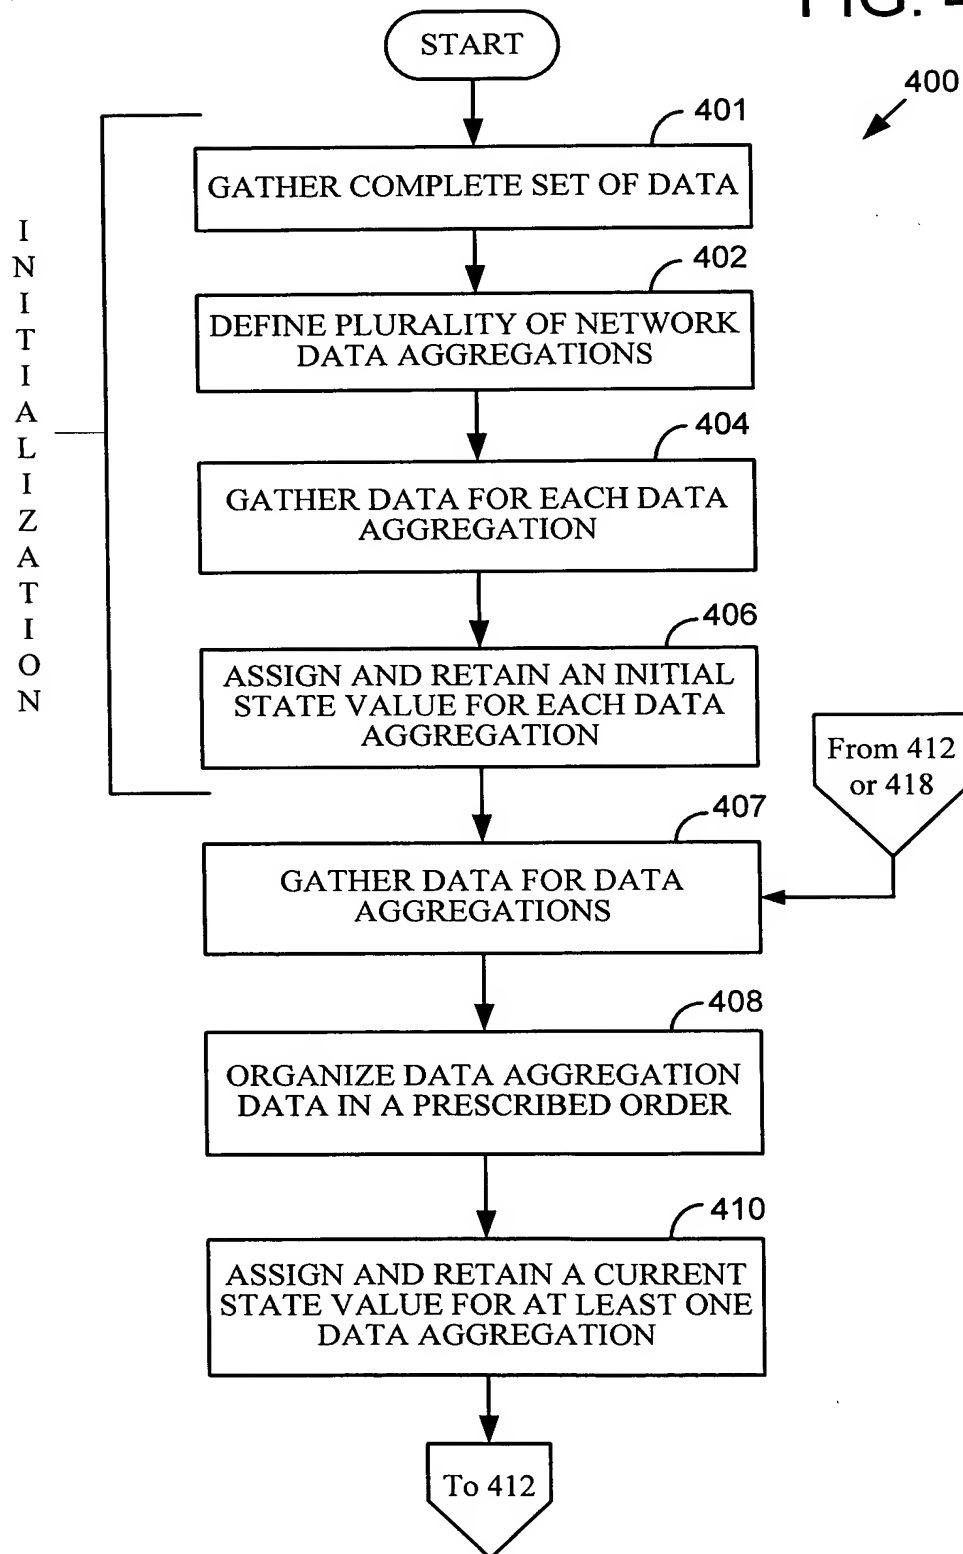 FIG. 4
START
400
401
GATHER COMPLETE SET OF DATA
402
DEFINE PLURALITY OF NETWORK
DATA AGGREGATIONS
404
GATHER DATA FOR EACH DATA
AGGREGATION
406
ASSIGN AND RETAIN AN INITIAL
STATE VALUE FOR EACH DATA
AGGREGATION
INITIALIZATION
From 412
or 418
407
GATHER DATA FOR DATA
AGGREGATIONS
408
ORGANIZE DATA AGGREGATION
DATA IN A PRESCRIBED ORDER
410
ASSIGN AND RETAIN A CURRENT
STATE VALUE FOR AT LEAST ONE
DATA AGGREGATION
To 412